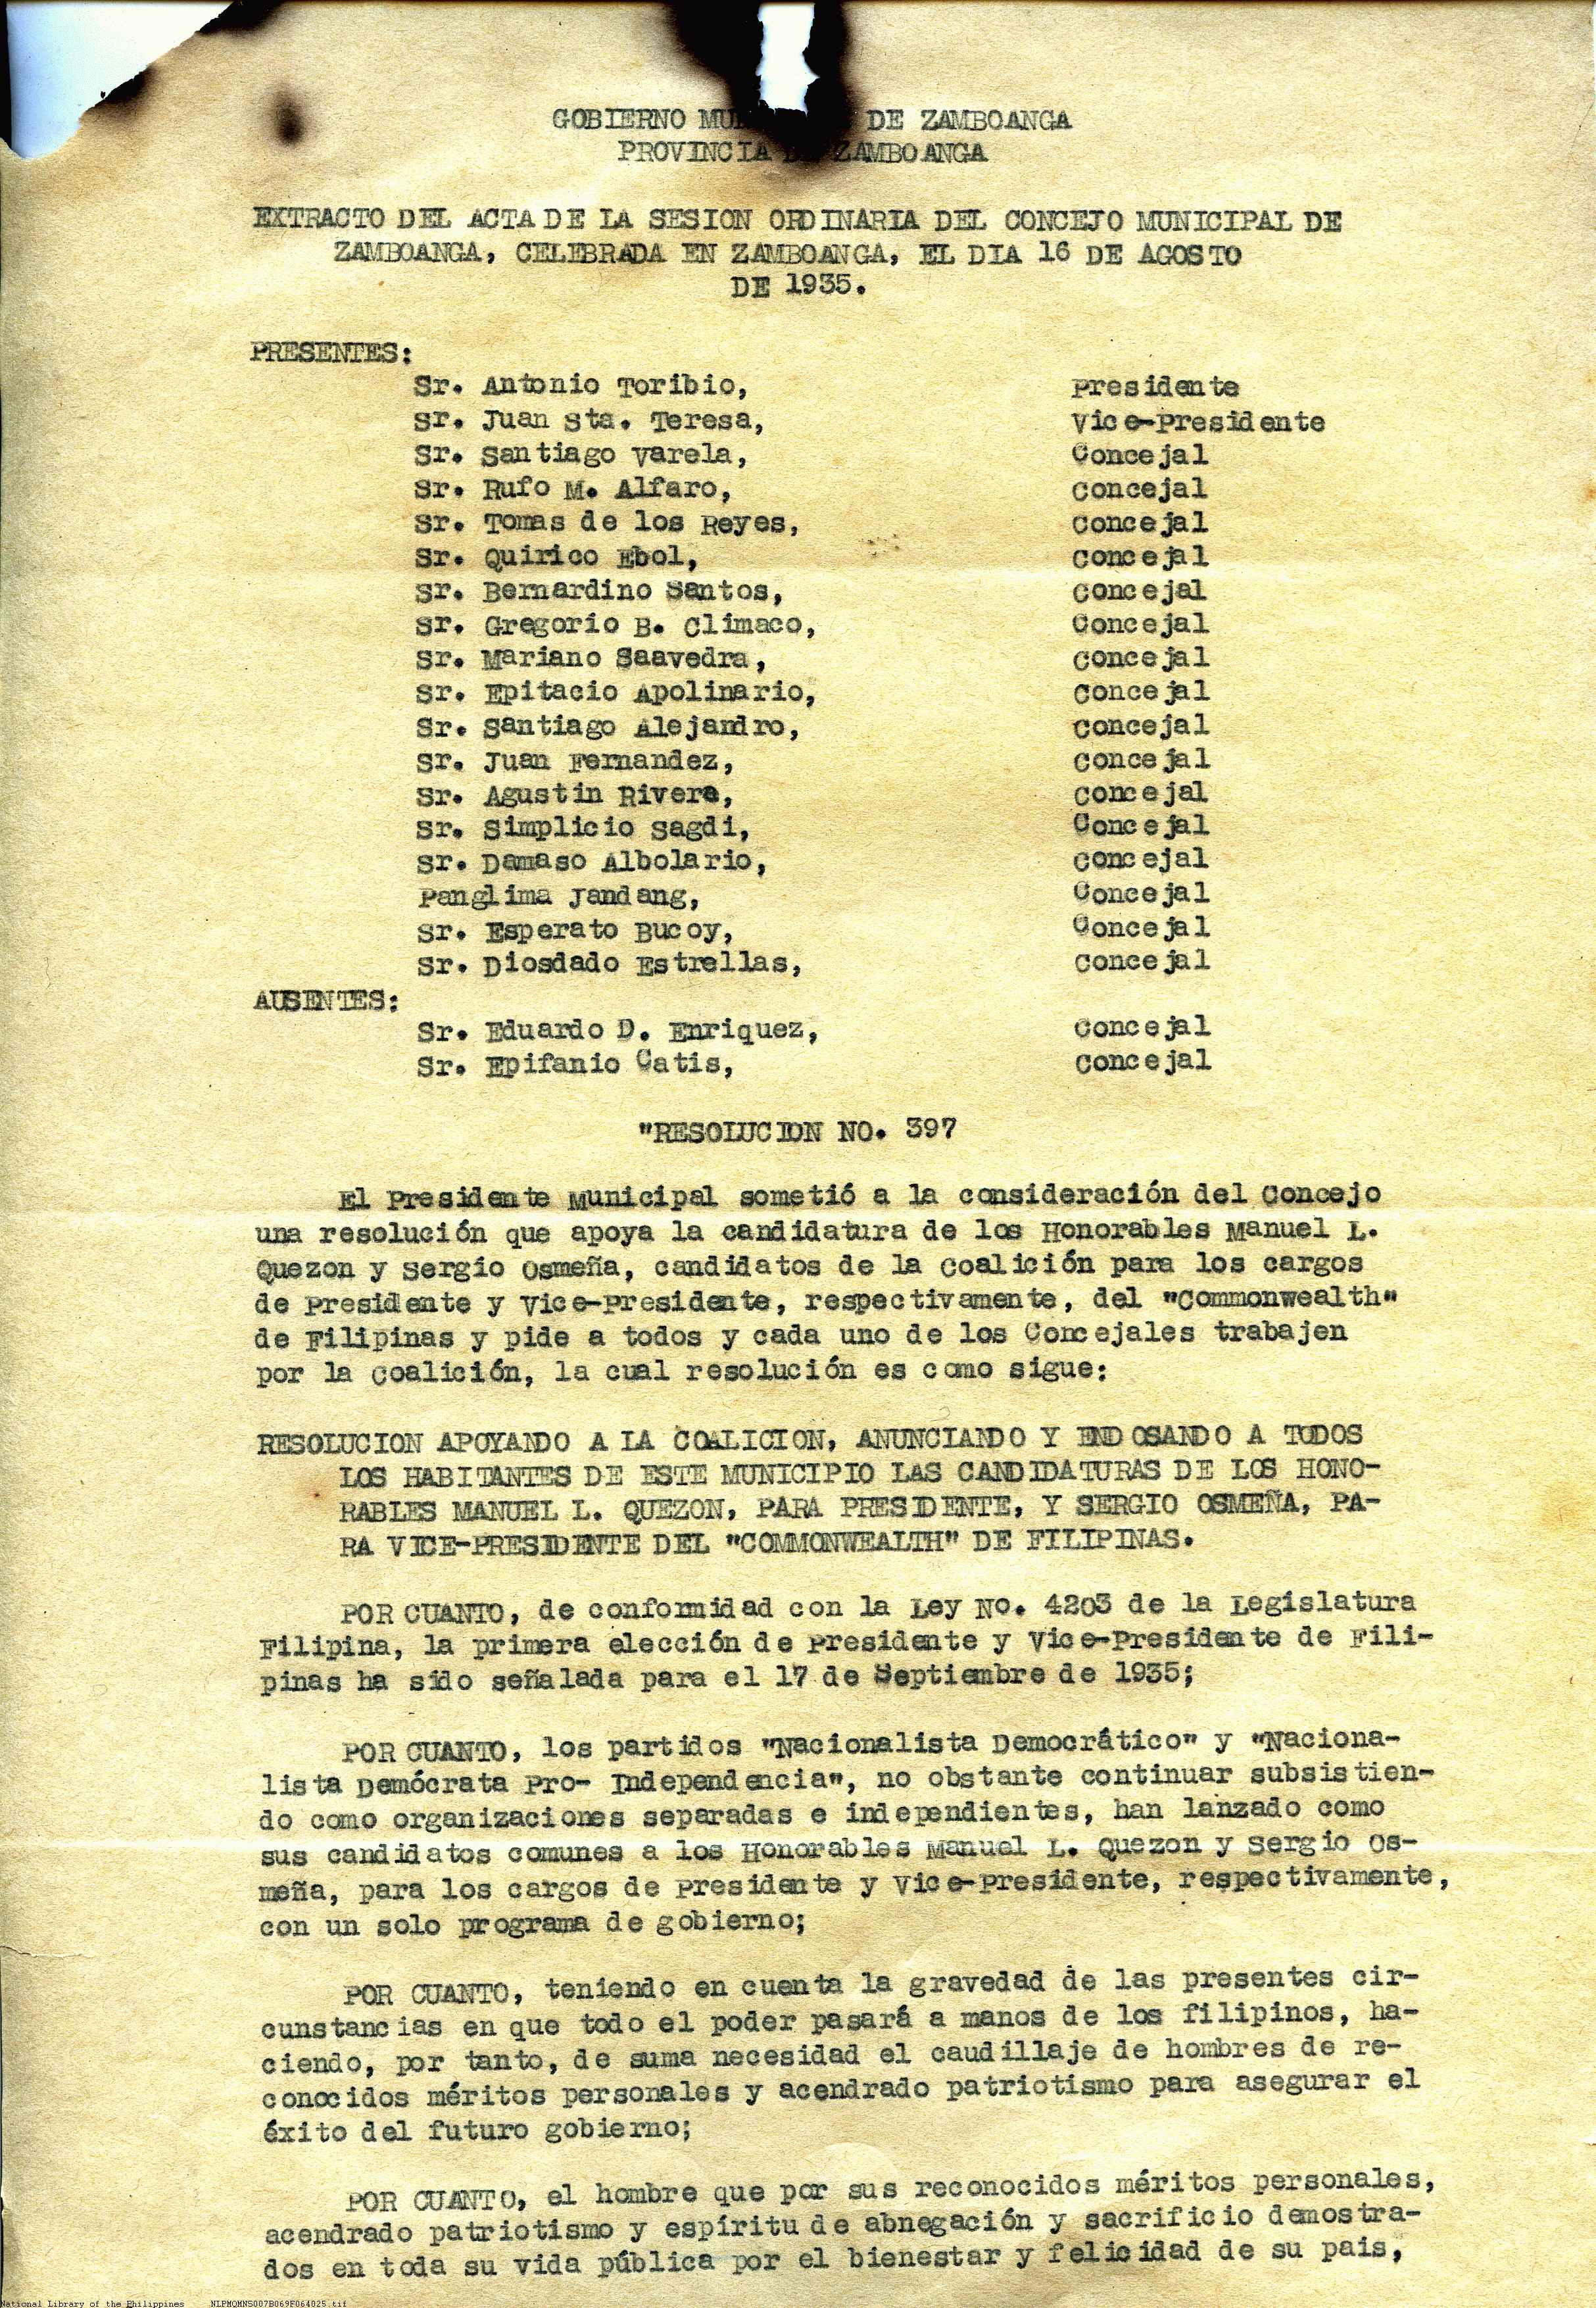 GOBIERNO MU DE ZAMBOANGA
PROVINCIA ZAMBOANGA
EXTRACTO DEL ACTA DE LA SESION ORDINARIA DEL CONCEJO MUNICIPAL DE
ZAMBOANGA, CELEBRADA EN ZAMBOANGA, EL DIA 16 DE AGOSTO
DE 1935.
PRESENTES:
Sr. Antonio Toribio, Presidente
Sr. Juan Sta. Teresa, Vice-Presidente
Sr. Santiago Varela, Concejal
Sr. Rufo M. Alfaro, Concejal
Sr. Tomas de los Reyes, Concejal
Sr. Quirico Ebol, Concejal
Sr. Bernardino Santos, Concejal
Sr. Gregorio B. Climaco, Concejal
Sr. Mariano Saavedra, Concejal
Sr. Epitacio Apolinario, Concejal
Sr. Santiago Alejandro, Concejal
Sr. Juan Fernandez, Concejal
Sr. Agustin Rivera, Concejal
Sr. Simplicio Sagdi, Concejal
Sr. Damaso Albolario, Concejal
Panglima Jandang, Concejal
Sr. Esperato Bucoy, Concejal
Sr. Diosdado Estrellas, Concejal
AUSENTES:
Sr. Eduardo D. Enriquez, Concejal
Sr. Epifanio Catis, Concejal
"RESOLUCION NO. 397
El Presidente Municipal sometió a la consideración del Concejo
una resolución que apoya la candidatura de los Honorables Manuel L.
Quezon y Sergio Osmeña, candidatos de la Coalición para los cargos
de Presidente y Vice-Presidente, respectivamente, del "Commonwealth"
de Filipinas y pide a todos y cada uno de los Concejales trabajen
por la Coalición, la cual resolución es como sigue:
RESOLUCION APOYANDO A LA COALICION, ANUNCIANDO Y ENDOSANDO A TODOS
LOS HABITANTES DE ESTE MUNICIPIO LAS CANDIDATURAS DE LOS HONO-
RABLES MANUEL L. QUEZON, PARA PRESIDENTE, Y SERGIO OSMEÑA, PA-
RA VICE-PRESIDENTE DEL "COMMONWEALTH" DE FILIPINAS.
POR CUANTO, de conformidad con la Ley No. 4203 de la Legislatura
Filipina, la primera elección de Presidente y Vice-Presidente de Fili-
pinas ha sido señalada para el 17 de Septiembre de 1935;
POR CUANTO, los partidos "Nacionalista Democrático" y "Naciona-
lista Demócrata Pro- Independencia", no obstante continuar subsistien-
do como organizaciones separadas e independientes, han lanzado como
sus candidatos comunes a los Honorables Manuel L. Quezon y Sergio Os-
meña, para los cargos de Presidente y Vice-Presidente, respectivamente,
con un solo programa de gobierno;
POR CUANTO, teniendo en cuenta la gravedad de las presentes cir-
cunstancias en que todo el poder pasará a manos de los filipinos, ha-
ciendo, por tanto, de suma necesidad el caudillaje de hombres de re-
conocidos méritos personales y acendrado patriotismo para asegurar el
éxito del futuro gobierno;
POR CUANTO, el hombre que por sus reconocidos méritos personales,
acendrado patriotismo y espíritu de abnegación y sacrificio demostra-
dos en toda su vida pública por el bienestar y felicidad de su pais,
National Library of the Philippines NLPMQMNS007B069F064025.tif